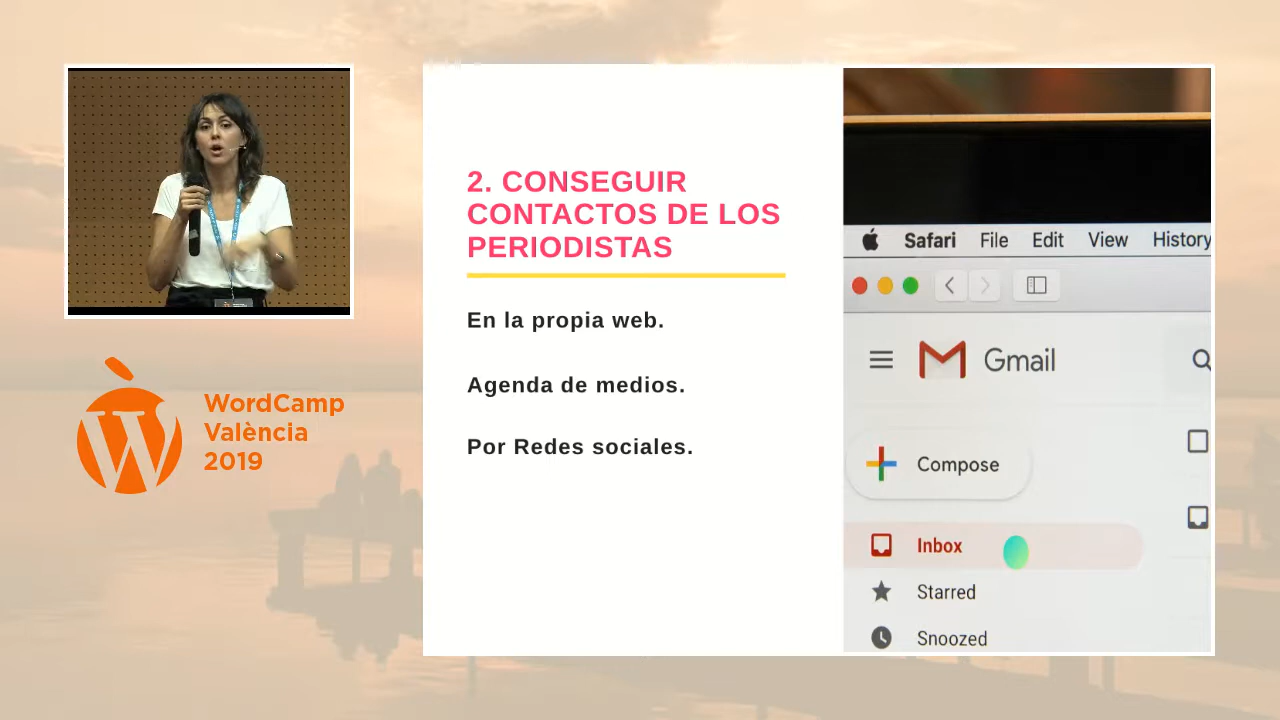 WordCamp
València
2019
2. CONSEGUIR
CONTACTOS DE LOS
PERIODISTAS
En la propia web.
Agenda de medios.
Por Redes sociales.
Safari File Edit View History
Gmail
Compose
Inbox
Starred
Snoozed